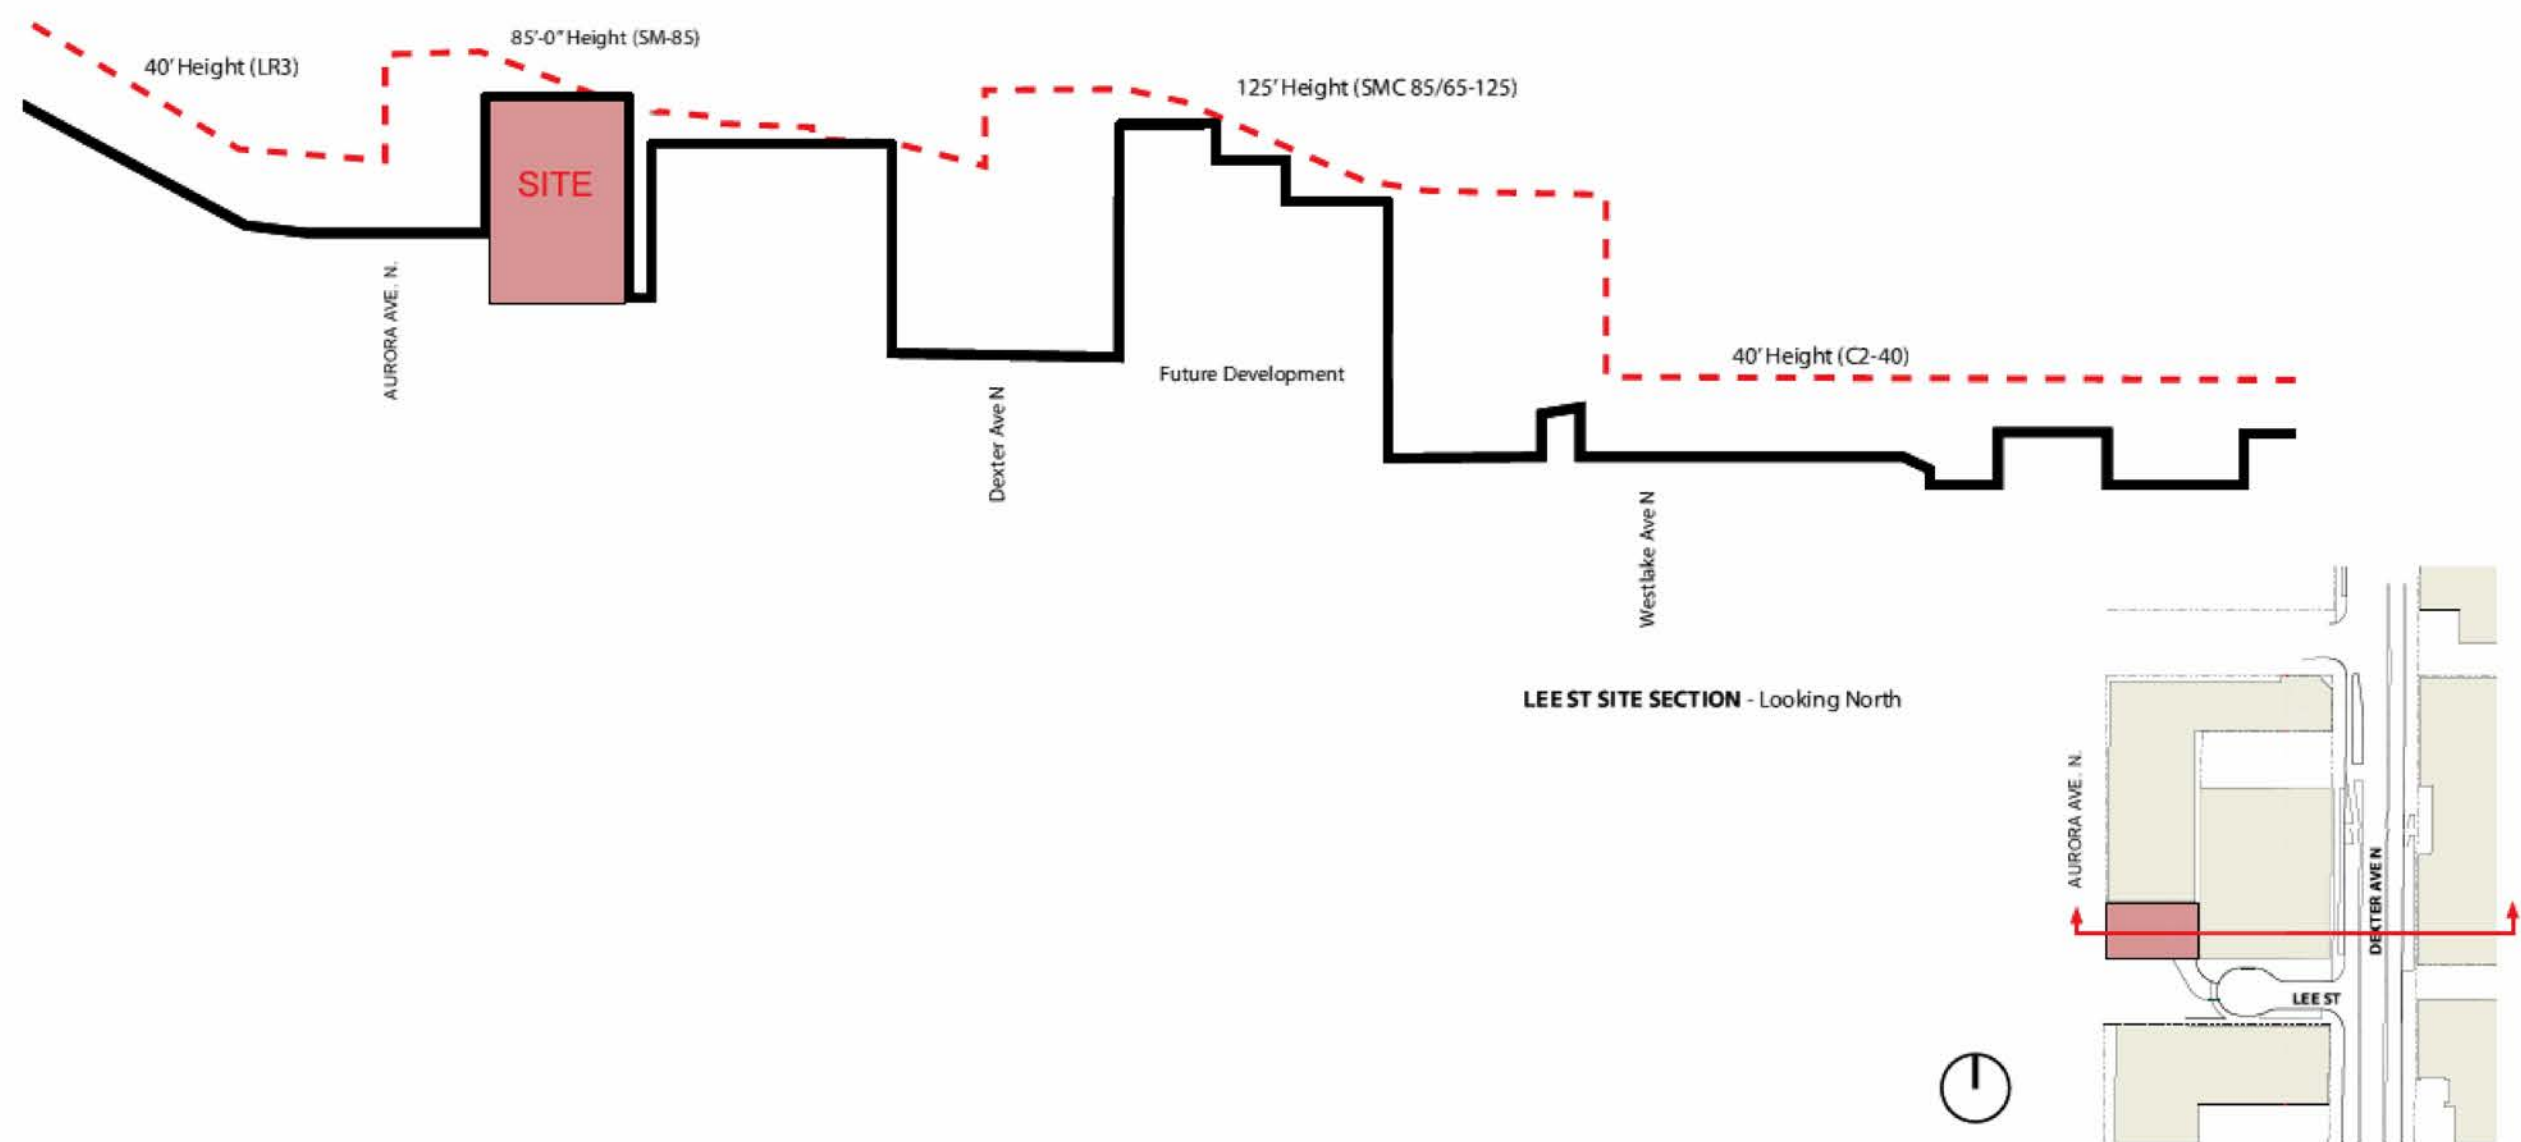 85'-0" Height (SM-85)
40' Height (LR3)
125' Height (SMC 85/65-125)
SITE
AURORA AVE. N.
40' Height (C2-40)
Future Development
Dexter Ave N
Westlake Ave N
LEE ST SITE SECTION - Looking North
AURORA AVE. N.
DEXTER AVE N
LEE ST